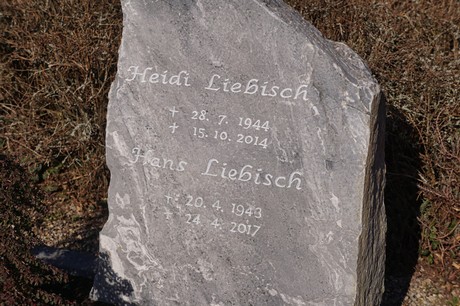 Heidi Liebisch
† 28. 7. 1944
† 15. 10. 2014
Hans Liebisch
† 20. 4. 1943
† 24. 4. 2017